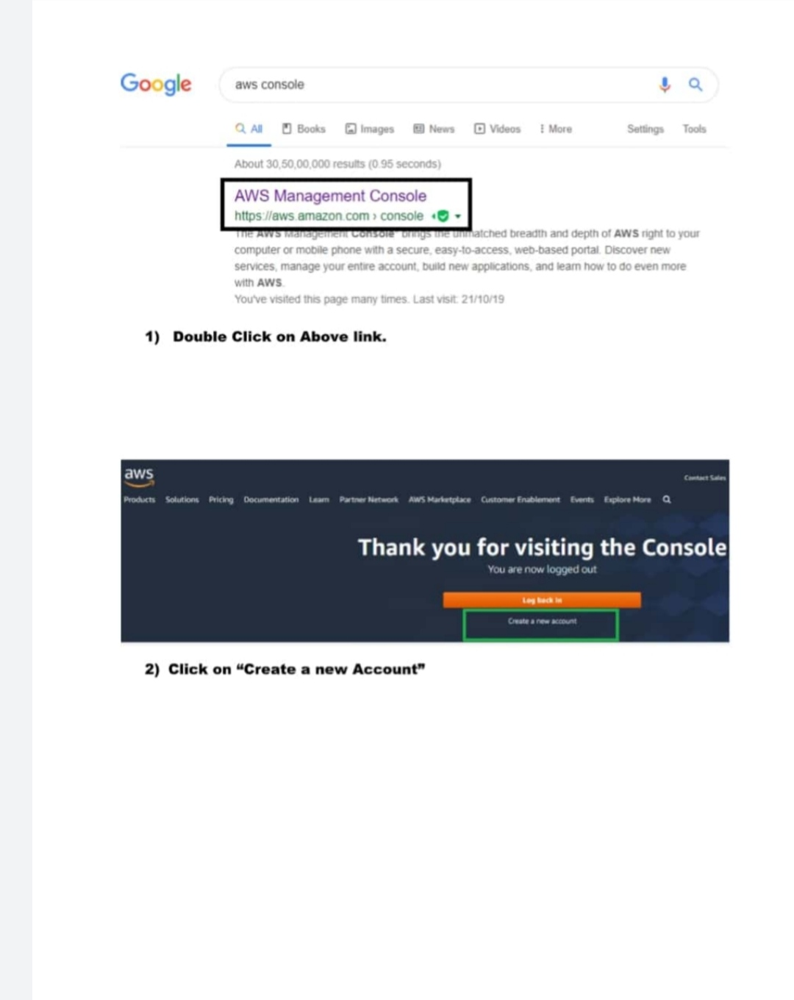 Google
aws console
All Books Images News Videos More Settings Tools
About 30,50,00,000 results (0.95 seconds)
AWS Management Console
https://aws.amazon.com › console
The AWS Management Console brings the unmatched breadth and depth of AWS right to your
computer or mobile phone with a secure, easy-to-access, web-based portal. Discover new
services, manage your entire account, build new applications, and learn how to do even more
with AWS.
You've visited this page many times. Last visit: 21/10/19
1) Double Click on Above link.
aws
Contact Sales
Products Solutions Pricing Documentation Learn Partner Network AWS Marketplace Customer Enablement Events Explore More
Thank you for visiting the Console
You are now logged out
Log back in
Create a new account
2) Click on “Create a new Account”